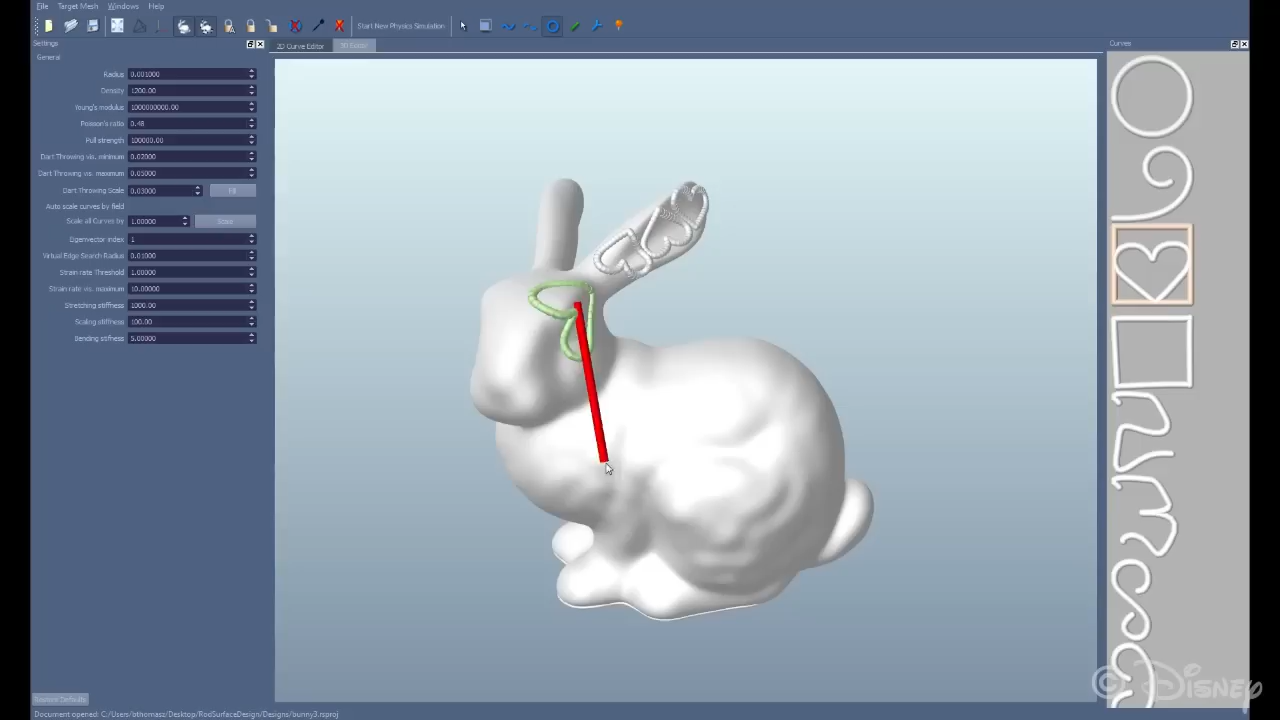 File Target Mesh Windows Help
Start New Physics Simulation
Settings
2D Curve Editor
Curves
General
Radius 0.001000
Density 1200.00
Young's modulus 1000000000.00
Poisson's ratio 0.48
Pull strength 100000.00
Dart Throwing vis. minimum 0.02000
Dart Throwing vis. maximum 0.05000
Dart Throwing Scale 0.03000 Fill
Auto scale curves by field
Scale all Curves by 1.00000 Scale
Eigenvector index 1
Virtual Edge Search Radius 0.01000
Strain rate Threshold 1.00000
Strain rate vis. maximum 10.00000
Stretching stiffness 1000.00
Scaling stiffness 100.00
Bending stiffness 5.00000
Restore Defaults
Document opened: C:/Users/bthomasz/Desktop/RodSurfaceDesign/Designs/bunny3.rsproj
© Disney